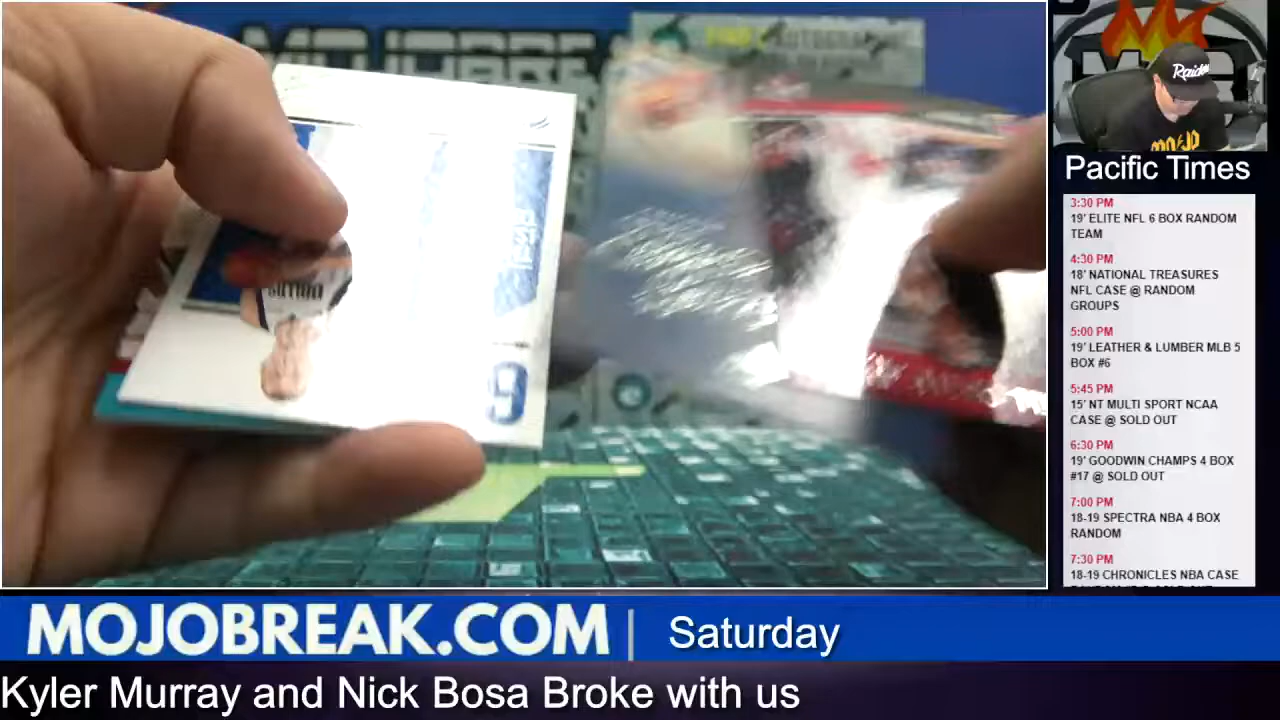 MOJOBREAK
AUTOGRAPH
Raiders
MOJO
Pacific Times
3:30 PM
19' ELITE NFL 6 BOX RANDOM
TEAM
4:30 PM
18' NATIONAL TREASURES
NFL CASE @ RANDOM
GROUPS
5:00 PM
19' LEATHER & LUMBER MLB 5
BOX #6
5:45 PM
15' NT MULTI SPORT NCAA
CASE @ SOLD OUT
6:30 PM
19' GOODWIN CHAMPS 4 BOX
#17 @ SOLD OUT
7:00 PM
18-19 SPECTRA NBA 4 BOX
RANDOM
7:30 PM
18-19 CHRONICLES NBA CASE
MOJOBREAK.COM | Saturday
Kyler Murray and Nick Bosa Broke with us